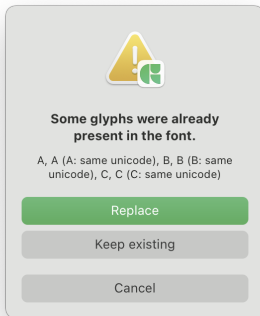 Some glyphs were already
present in the font.
A, A (A: same unicode), B, B (B: same
unicode), C, C (C: same unicode)
Replace
Keep existing
Cancel